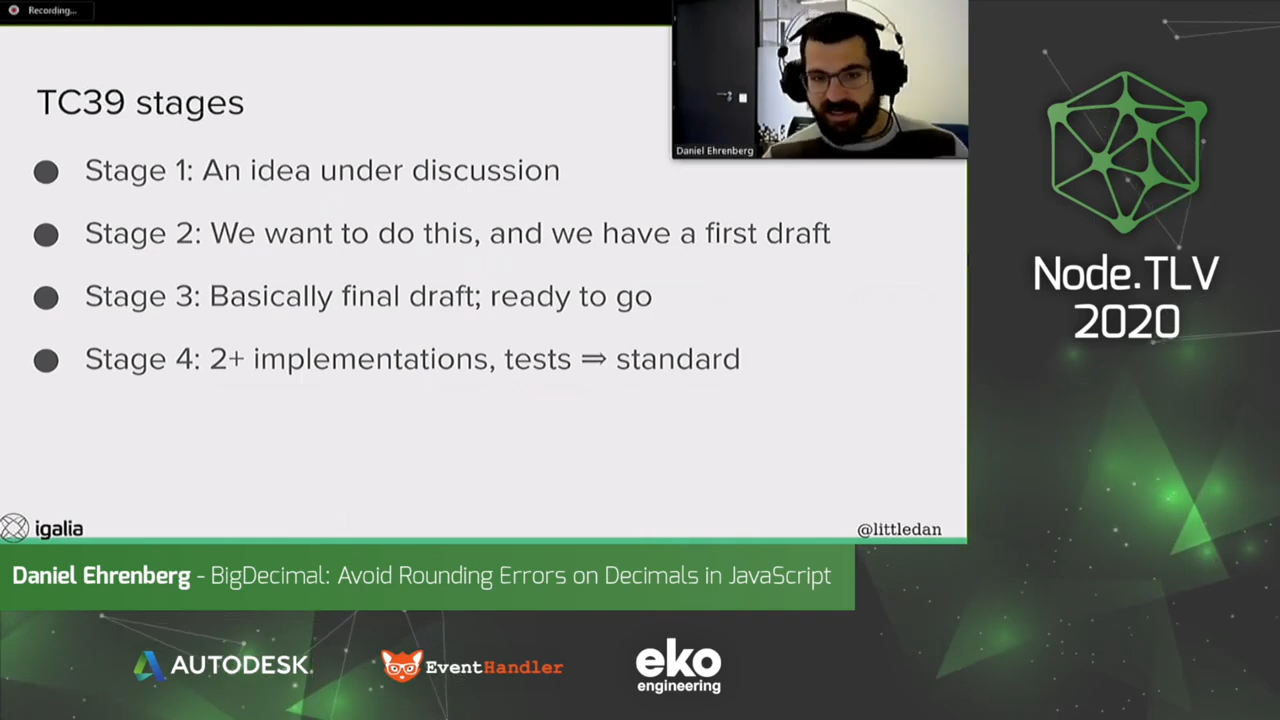 Recording...
TC39 stages
Stage 1: An idea under discussion
Stage 2: We want to do this, and we have a first draft
Stage 3: Basically final draft; ready to go
Stage 4: 2+ implementations, tests ⇒ standard
igalia
@littledan
Daniel Ehrenberg
Node.TLV
2020
Daniel Ehrenberg - BigDecimal: Avoid Rounding Errors on Decimals in JavaScript
AUTODESK.
EventHandler
eko
engineering